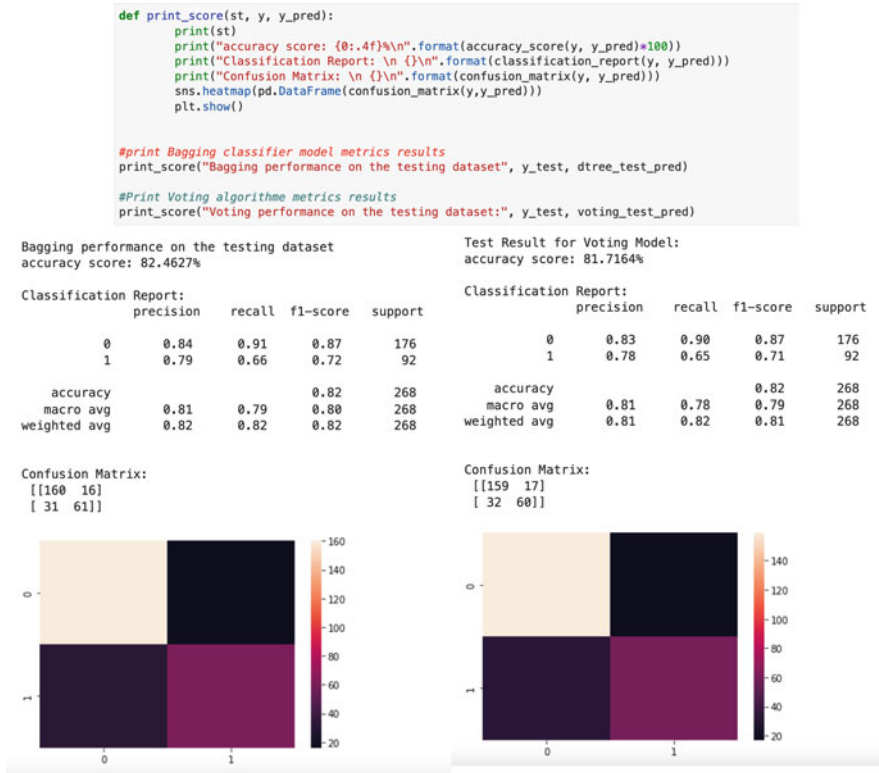 def print_score(st, y, y_pred):
print(st)
print("accuracy score: {0:.4f}%\n".format(accuracy_score(y, y_pred)*100))
print("Classification Report: \n {}\n".format(classification_report(y, y_pred)))
print("Confusion Matrix: \n {}\n".format(confusion_matrix(y, y_pred)))
sns.heatmap(pd.DataFrame(confusion_matrix(y,y_pred)))
plt.show()
#print Bagging classifier model metrics results
print_score("Bagging performance on the testing dataset", y_test, dtree_test_pred)
#Print Voting algorithme metrics results
print_score("Voting performance on the testing dataset:", y_test, voting_test_pred)
Bagging performance on the testing dataset
accuracy score: 82.4627%
Classification Report:
precision recall f1-score support
0 0.84 0.91 0.87 176
1 0.79 0.66 0.72 92
accuracy 0.82 268
macro avg 0.81 0.79 0.80 268
weighted avg 0.82 0.82 0.82 268
Confusion Matrix:
[[160 16]
[ 31 61]]
160
140
120
100
80
60
40
20
0
1
0 1
Test Result for Voting Model:
accuracy score: 81.7164%
Classification Report:
precision recall f1-score support
0 0.83 0.90 0.87 176
1 0.78 0.65 0.71 92
accuracy 0.82 268
macro avg 0.81 0.78 0.79 268
weighted avg 0.81 0.82 0.81 268
Confusion Matrix:
[[159 17]
[ 32 60]]
140
120
100
80
60
40
20
0
1
0 1